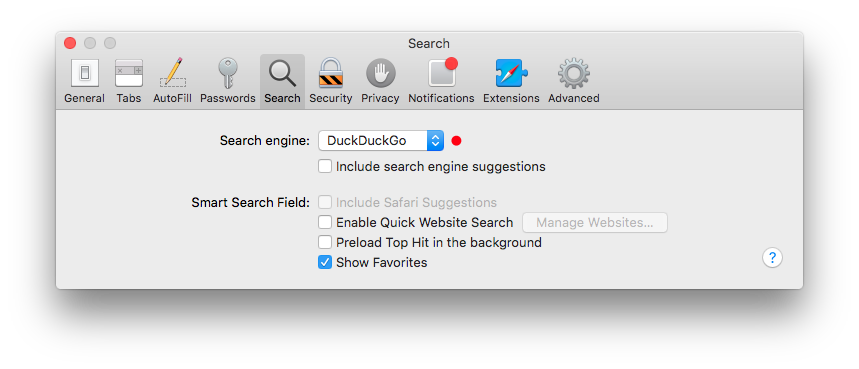 Search
General Tabs AutoFill Passwords Search Security Privacy Notifications Extensions Advanced
Search engine: DuckDuckGo
Include search engine suggestions
Smart Search Field: Include Safari Suggestions
Enable Quick Website Search Manage Websites...
Preload Top Hit in the background
Show Favorites
?